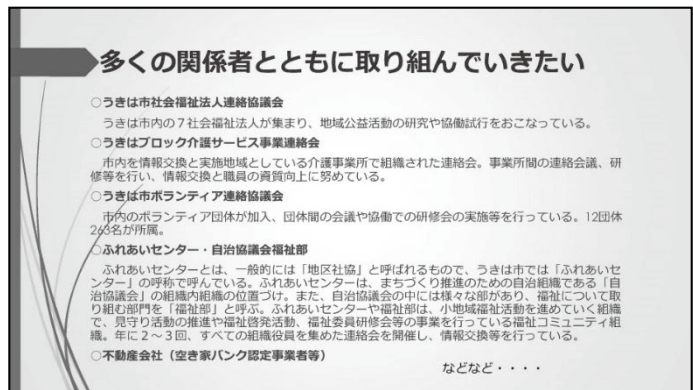 多くの関係者とともに取り組んでいきたい
○うきは市社会福祉法人連絡協議会
うきは市内の７社会福祉法人が集まり、地域公益活動の研究や協働試行をおこなっている。
○うきはブロック介護サービス事業連絡会
市内を情報交換と実施地域としている介護事業所で組織された連絡会。事業所間の連絡会議、研
修等を行い、情報交換と職員の資質向上に努めている。
○うきは市ボランティア連絡協議会
市内のボランティア団体が加入、団体間の会議や協働での研修会の実施等を行っている。12団体
263名が所属。
○ふれあいセンター・自治協議会福祉部
ふれあいセンターとは、一般的には「地区社協」と呼ばれるもので、うきは市では「ふれあいセ
ンター」の呼称で呼んでいる。ふれあいセンターは、まちづくり推進のための自治組織である「自
治協議会」の組織内組織の位置づけ。また、自治協議会の中には様々な部があり、福祉について取
り組む部門を「福祉部」と呼ぶ。ふれあいセンターや福祉部は、小地域福祉活動を進めていく組織
で、見守り活動の推進や福祉啓発活動、福祉委員研修会等の事業を行っている福祉コミュニティ組
織。年に２～３回、すべての組織役員を集めた連絡会を開催し、情報交換等を行っている。
○不動産会社（空き家バンク認定事業者等）
などなど・・・・